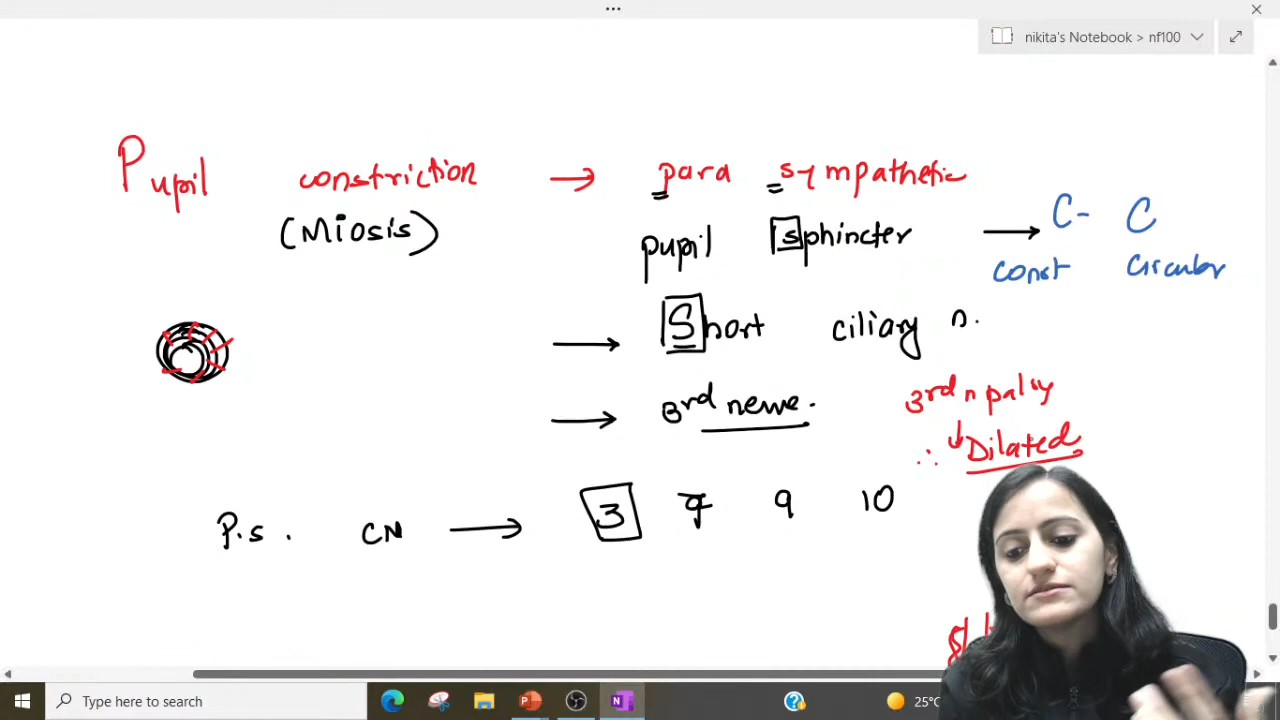 nikita's Notebook > nf100
Pupil constriction → para sympathetic
(Miosis) pupil sphincter → C- C
const circular
→ Short ciliary n.
→ 3rd nerve.
3rd n palsy
∴ ↓ Dilated
P.s. CN → 3 7 9 10
Type here to search
25°C